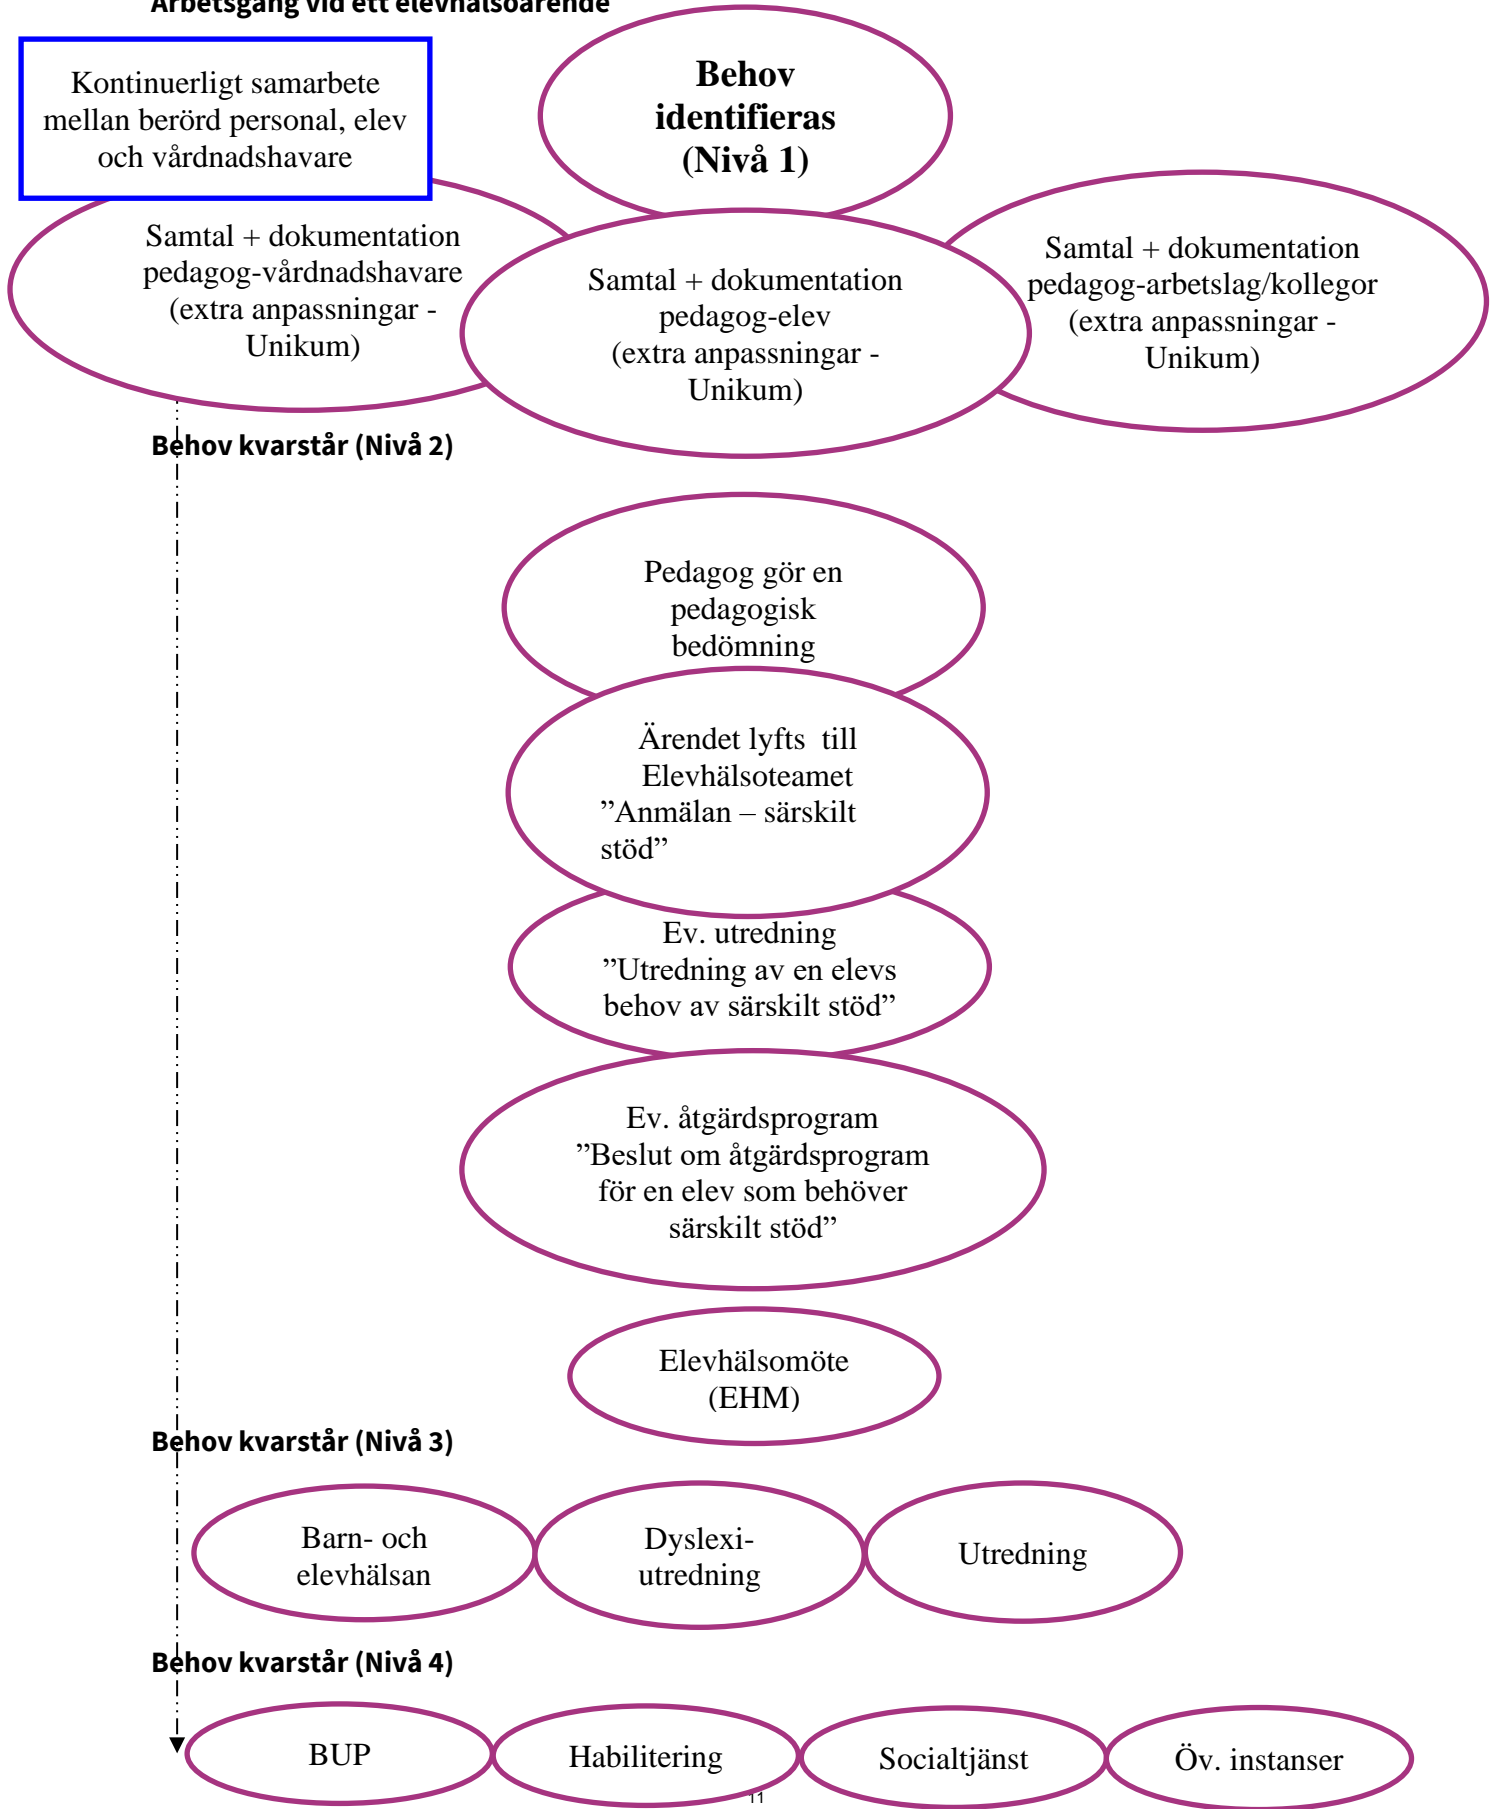 Arbetsgång vid ett elevhälsoärende
Kontinuerligt samarbete
mellan berörd personal, elev
och vårdnadshavare
Behov
identifieras
(Nivå 1)
Samtal + dokumentation
pedagog-vårdnadshavare
(extra anpassningar -
Unikum)
Samtal + dokumentation
pedagog-elev
(extra anpassningar -
Unikum)
Samtal + dokumentation
pedagog-arbetslag/kollegor
(extra anpassningar -
Unikum)
Behov kvarstår (Nivå 2)
Pedagog gör en
pedagogisk
bedömning
Ärendet lyfts  till
Elevhälsoteamet
”Anmälan – särskilt
stöd”
Ev. utredning
”Utredning av en elevs
behov av särskilt stöd”
Ev. åtgärdsprogram
”Beslut om åtgärdsprogram
för en elev som behöver
särskilt stöd”
Elevhälsomöte
(EHM)
Behov kvarstår (Nivå 3)
Barn- och
elevhälsan
Dyslexi-
utredning
Utredning
Behov kvarstår (Nivå 4)
BUP
Habilitering
Socialtjänst
Öv. instanser
11